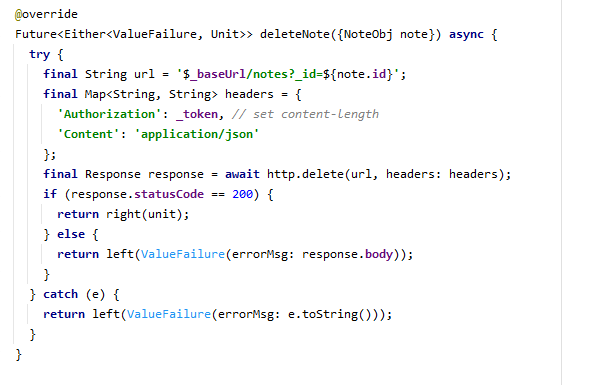 @override
Future<Either<ValueFailure, Unit>> deleteNote({NoteObj note}) async {
  try {
    final String url = '$_baseUrl/notes?_id=${note.id}';
    final Map<String, String> headers = {
      'Authorization': _token, // set content-length
      'Content': 'application/json'
    };
    final Response response = await http.delete(url, headers: headers);
    if (response.statusCode == 200) {
      return right(unit);
    } else {
      return left(ValueFailure(errorMsg: response.body));
    }
  } catch (e) {
    return left(ValueFailure(errorMsg: e.toString()));
  }
}